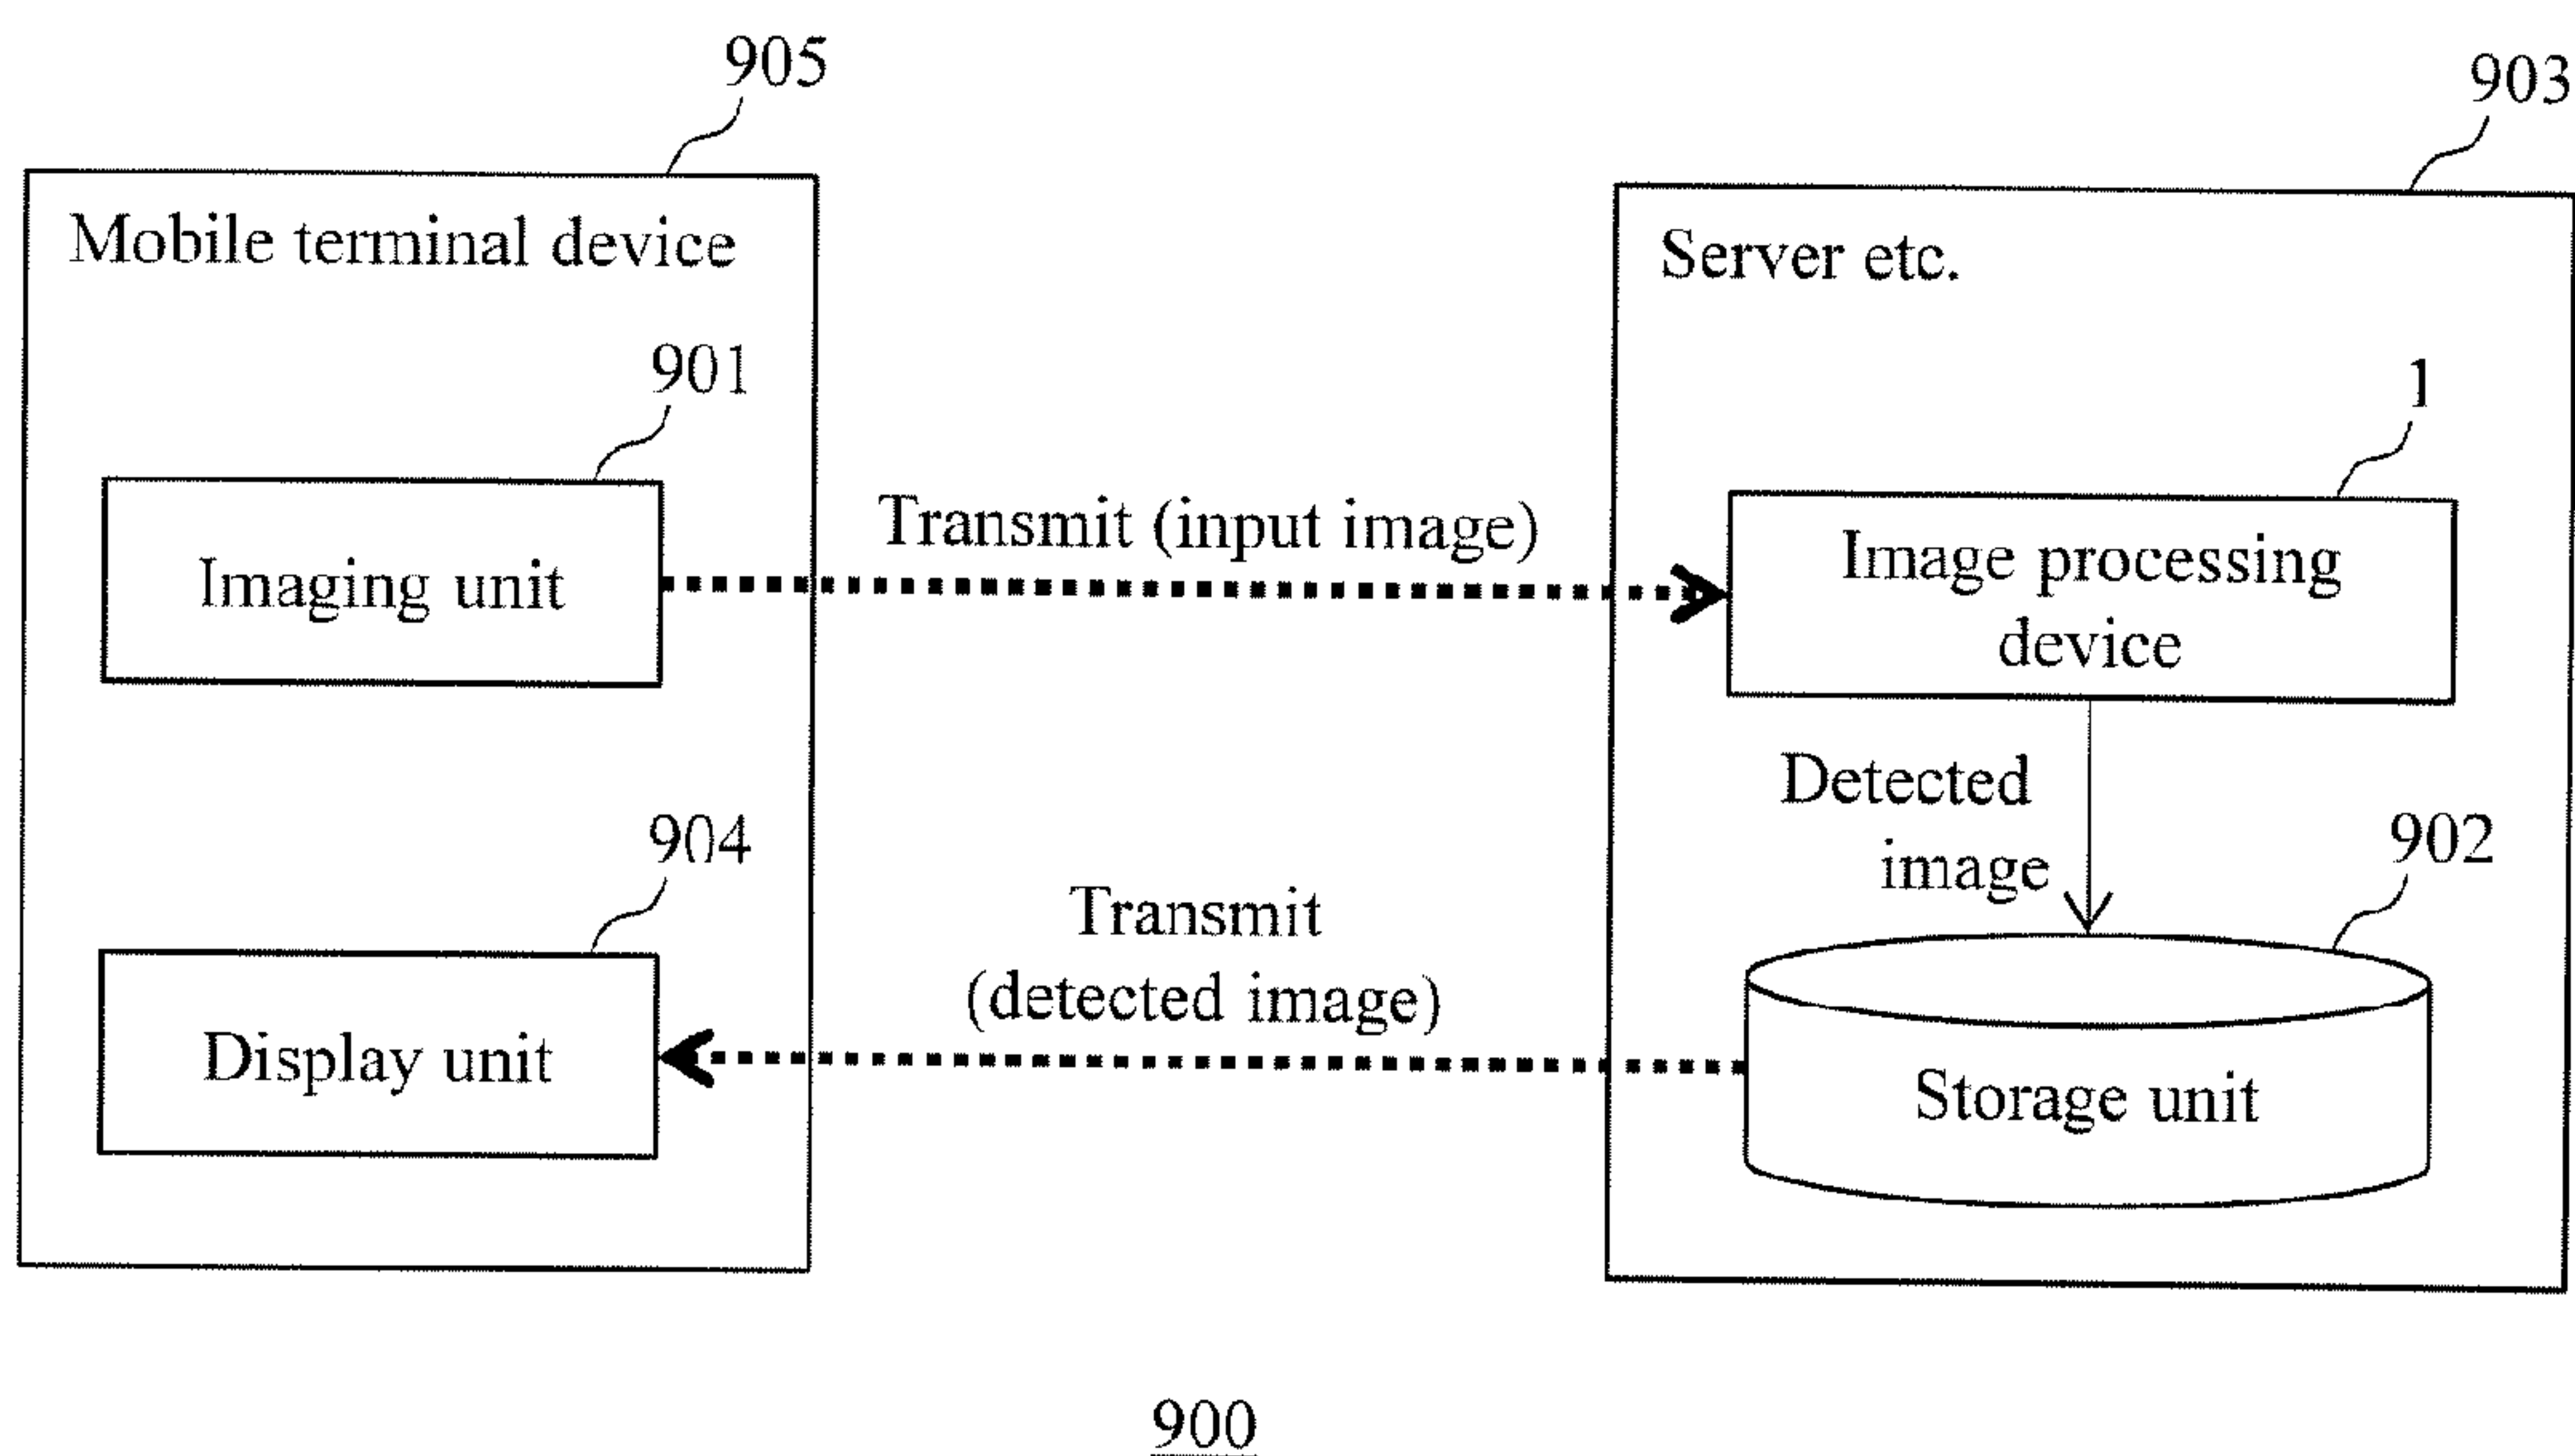 905
903
Mobile terminal device
Server etc.
901
1
Transmit (input image)
Imaging unit
Image processing
device
Detected
image
904
902
Transmit
(detected image)
Display unit
Storage unit
900